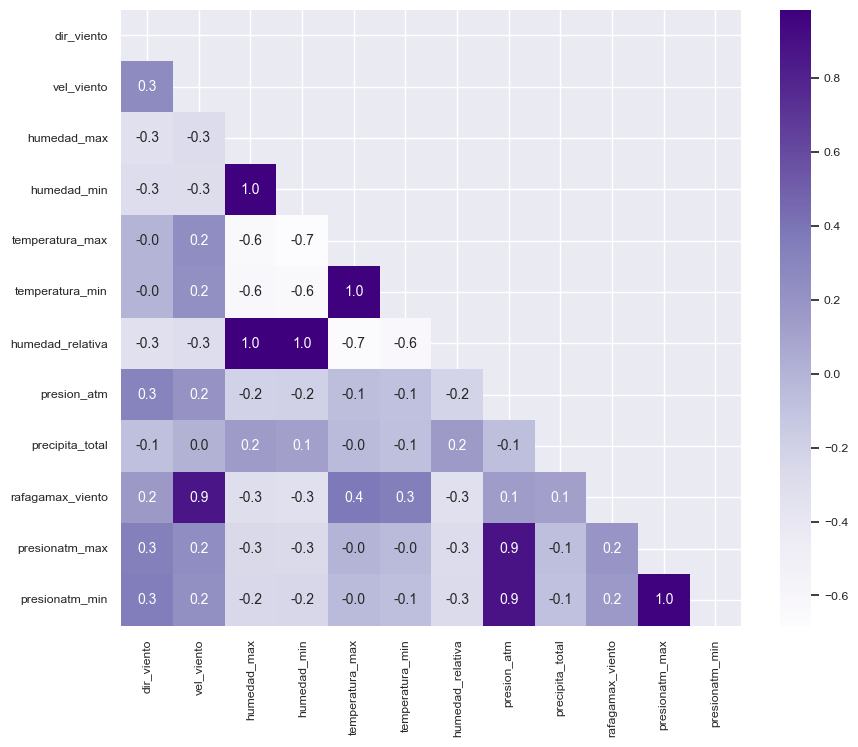 dir_viento
vel_viento 0.3
humedad_max -0.3 -0.3
humedad_min -0.3 -0.3 1.0
temperatura_max -0.0 0.2 -0.6 -0.7
temperatura_min -0.0 0.2 -0.6 -0.6 1.0
humedad_relativa -0.3 -0.3 1.0 1.0 -0.7 -0.6
presion_atm 0.3 0.2 -0.2 -0.2 -0.1 -0.1 -0.2
precipita_total -0.1 0.0 0.2 0.1 -0.0 -0.1 0.2 -0.1
rafagamax_viento 0.2 0.9 -0.3 -0.3 0.4 0.3 -0.3 0.1 0.1
presionatm_max 0.3 0.2 -0.3 -0.3 -0.0 -0.0 -0.3 0.9 -0.1 0.2
presionatm_min 0.3 0.2 -0.2 -0.2 -0.0 -0.1 -0.3 0.9 -0.1 0.2 1.0
dir_viento
vel_viento
humedad_max
humedad_min
temperatura_max
temperatura_min
humedad_relativa
presion_atm
precipita_total
rafagamax_viento
presionatm_max
presionatm_min
0.8
0.6
0.4
0.2
0.0
−0.2
−0.4
−0.6